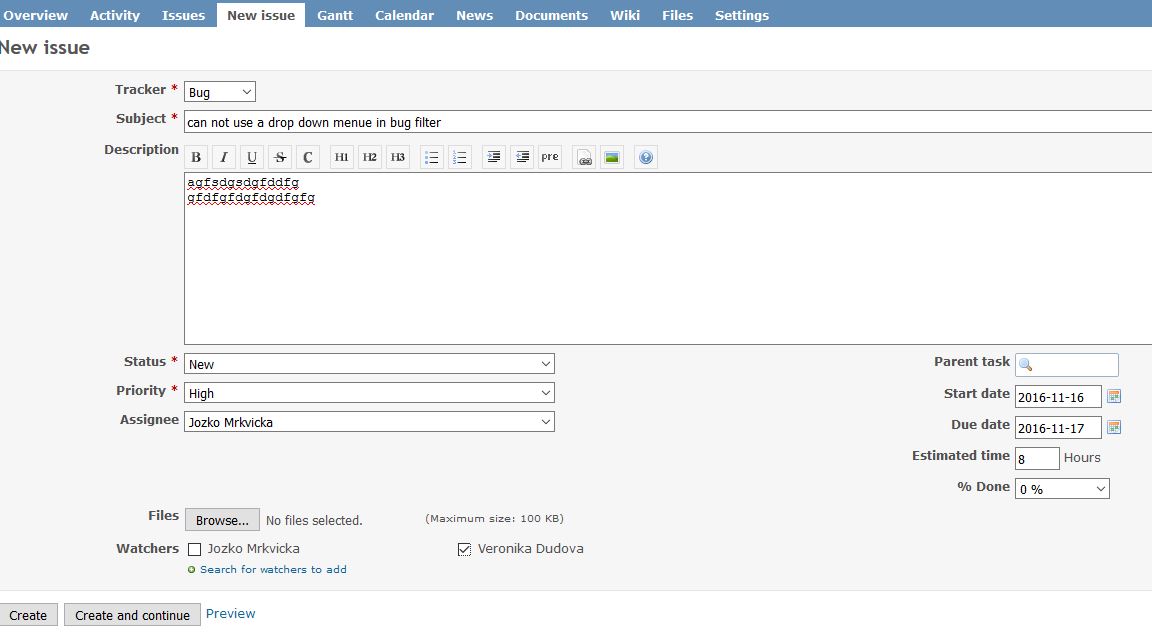 Overview Activity Issues New issue Gantt Calendar News Documents Wiki Files Settings
New issue
Tracker * Bug
Subject * can not use a drop down menue in bug filter
Description B I U S C H1 H2 H3 pre
agfsdgsdgfddfg
gfdfgfdgfdgdfgfg
Status * New Parent task
Priority * High Start date 2016-11-16
Assignee Jozko Mrkvicka Due date 2016-11-17
Estimated time 8 Hours
% Done 0 %
Files Browse... No files selected. (Maximum size: 100 KB)
Watchers Jozko Mrkvicka Veronika Dudova
Search for watchers to add
Create Create and continue Preview